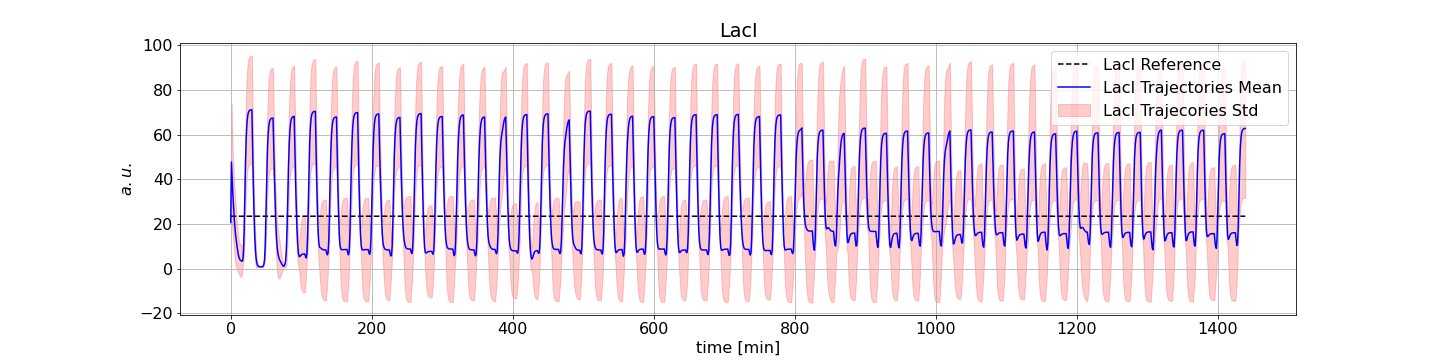 LacI
100
80
60
40
20
0
−20
a. u.
0 200 400 600 800 1000 1200 1400
time [min]
LacI Reference
LacI Trajectories Mean
LacI Trajecories Std